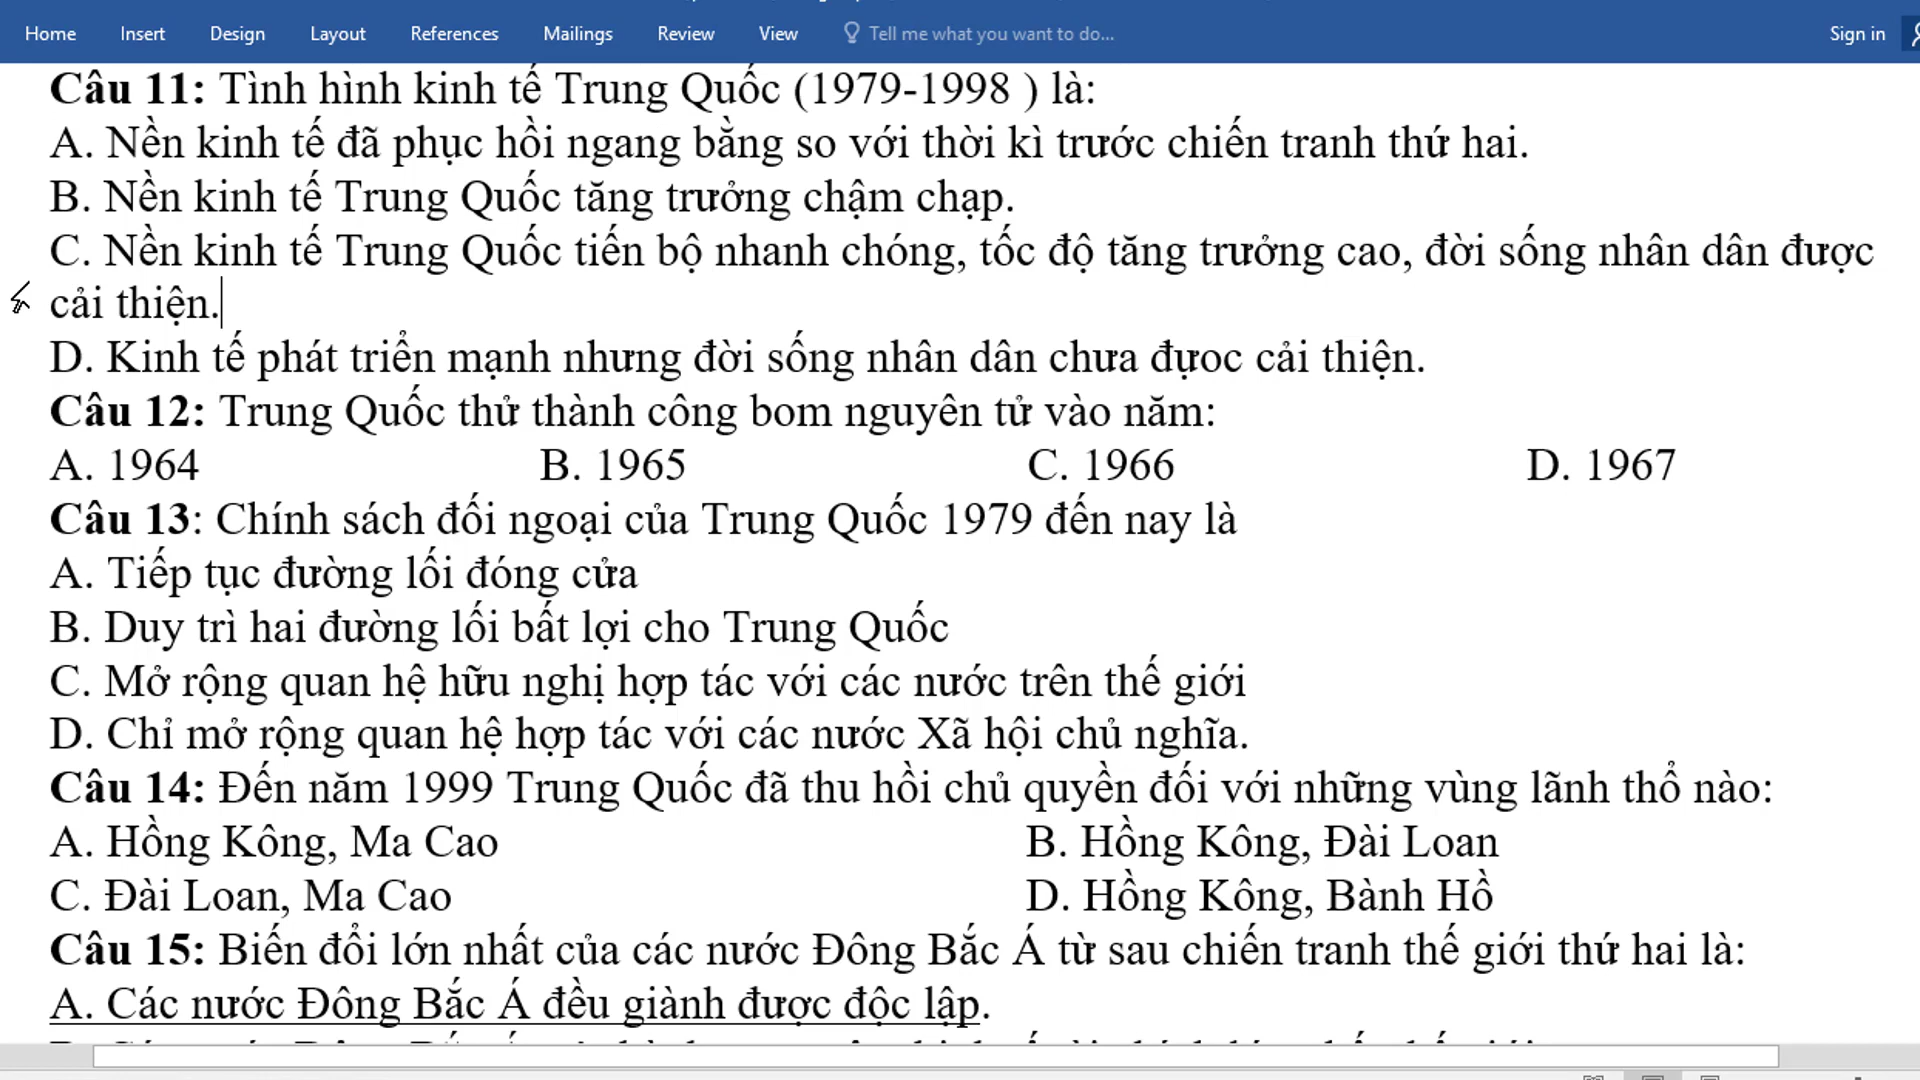 Home Insert Design Layout References Mailings Review View Tell me what you want to do... Sign in
Câu 11: Tình hình kinh tế Trung Quốc (1979-1998 ) là:
A. Nền kinh tế đã phục hồi ngang bằng so với thời kì trước chiến tranh thứ hai.
B. Nền kinh tế Trung Quốc tăng trưởng chậm chạp.
C. Nền kinh tế Trung Quốc tiến bộ nhanh chóng, tốc độ tăng trưởng cao, đời sống nhân dân được
cải thiện.
D. Kinh tế phát triển mạnh nhưng đời sống nhân dân chưa đựoc cải thiện.
Câu 12: Trung Quốc thử thành công bom nguyên tử vào năm:
A. 1964 B. 1965 C. 1966 D. 1967
Câu 13: Chính sách đối ngoại của Trung Quốc 1979 đến nay là
A. Tiếp tục đường lối đóng cửa
B. Duy trì hai đường lối bất lợi cho Trung Quốc
C. Mở rộng quan hệ hữu nghị hợp tác với các nước trên thế giới
D. Chỉ mở rộng quan hệ hợp tác với các nước Xã hội chủ nghĩa.
Câu 14: Đến năm 1999 Trung Quốc đã thu hồi chủ quyền đối với những vùng lãnh thổ nào:
A. Hồng Kông, Ma Cao B. Hồng Kông, Đài Loan
C. Đài Loan, Ma Cao D. Hồng Kông, Bành Hồ
Câu 15: Biến đổi lớn nhất của các nước Đông Bắc Á từ sau chiến tranh thế giới thứ hai là:
A. Các nước Đông Bắc Á đều giành được độc lập.